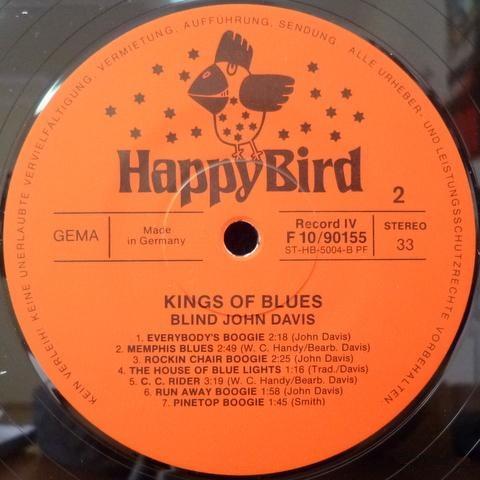 KEIN VERLEIH! KEINE UNERLAUBTE VERVIELFÄLTIGUNG, VERMIETUNG, AUFFÜHRUNG, SENDUNG ALLE URHEBER- UND LEISTUNGSSCHUTZRECHTE VORBEHALTEN
HappyBird
2
GEMA
Made
in Germany
Record IV
F 10/90155
ST-HB-5004-B PF
STEREO
33
KINGS OF BLUES
BLIND JOHN DAVIS
1. EVERYBODY'S BOOGIE 2:18 (John Davis)
2. MEMPHIS BLUES 2:49 (W. C. Handy/Bearb. Davis)
3. ROCKIN CHAIR BOOGIE 2:25 (John Davis)
4. THE HOUSE OF BLUE LIGHTS 1:16 (Trad./Davis)
5. C. C. RIDER 3:19 (W. C. Handy/Bearb. Davis)
6. RUN AWAY BOOGIE 1:58 (John Davis)
7. PINETOP BOOGIE 1:45 (Smith)